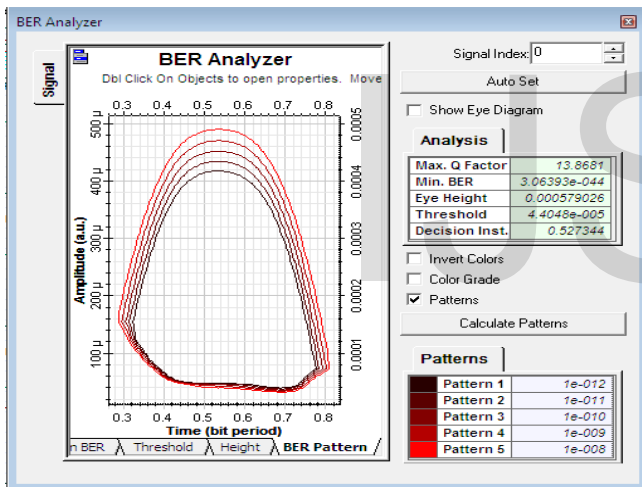 BER Analyzer
Signal
BER Analyzer
Dbl Click On Objects to open properties. Move
0.3 0.4 0.5 0.6 0.7 0.8
Amplitude (a.u.)
500 µ
400 µ
300 µ
200 µ
100 µ
0.0005
0.0004
0.0003
0.0002
0.0001
0.3 0.4 0.5 0.6 0.7 0.8
Time (bit period)
n BER Threshold Height BER Pattern
Signal Index: 0
Auto Set
Show Eye Diagram
Analysis
Max. Q Factor 13.8681
Min. BER 3.06393e-044
Eye Height 0.000579026
Threshold 4.4048e-005
Decision Inst. 0.527344
Invert Colors
Color Grade
Patterns
Calculate Patterns
Patterns
Pattern 1 1e-012
Pattern 2 1e-011
Pattern 3 1e-010
Pattern 4 1e-009
Pattern 5 1e-008